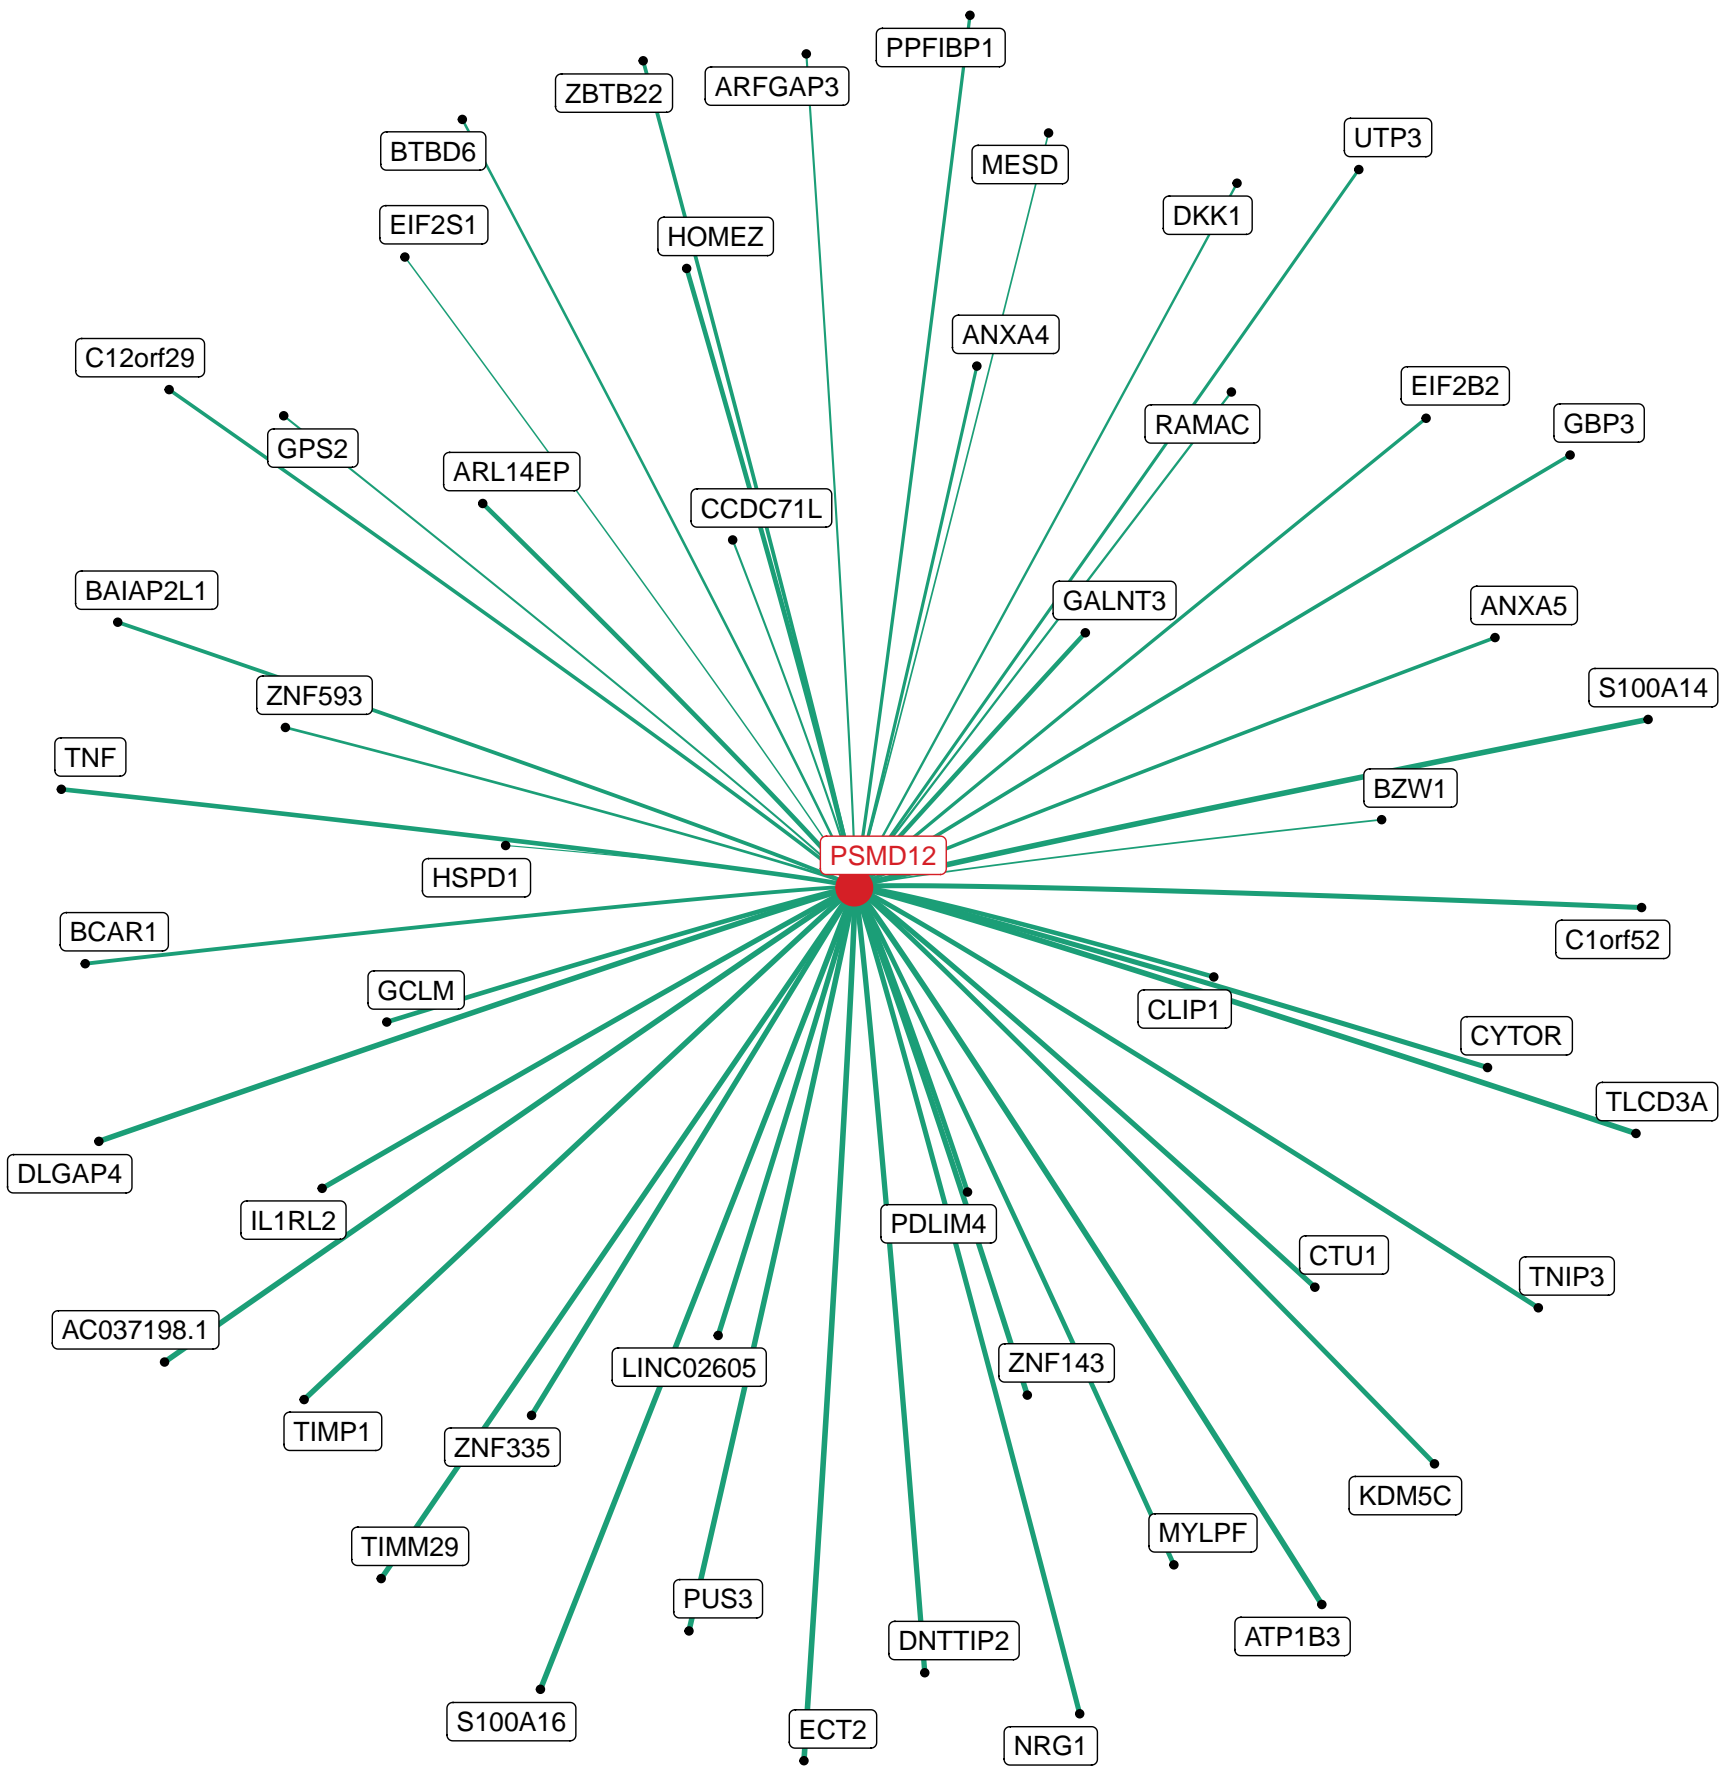 PPFIBP1
ARFGAP3
ZBTB22
UTP3
BTBD6
MESD
DKK1
EIF2S1
HOMEZ
ANXA4
C12orf29
EIF2B2
GBP3
RAMAC
GPS2
ARL14EP
CCDC71L
BAIAP2L1
GALNT3
ANXA5
S100A14
ZNF593
TNF
BZW1
PSMD12
HSPD1
BCAR1
C1orf52
GCLM
CLIP1
CYTOR
TLCD3A
DLGAP4
IL1RL2
PDLIM4
CTU1
TNIP3
AC037198.1
ZNF143
LINC02605
TIMP1
ZNF335
KDM5C
MYLPF
TIMM29
PUS3
ATP1B3
DNTTIP2
S100A16
ECT2
NRG1